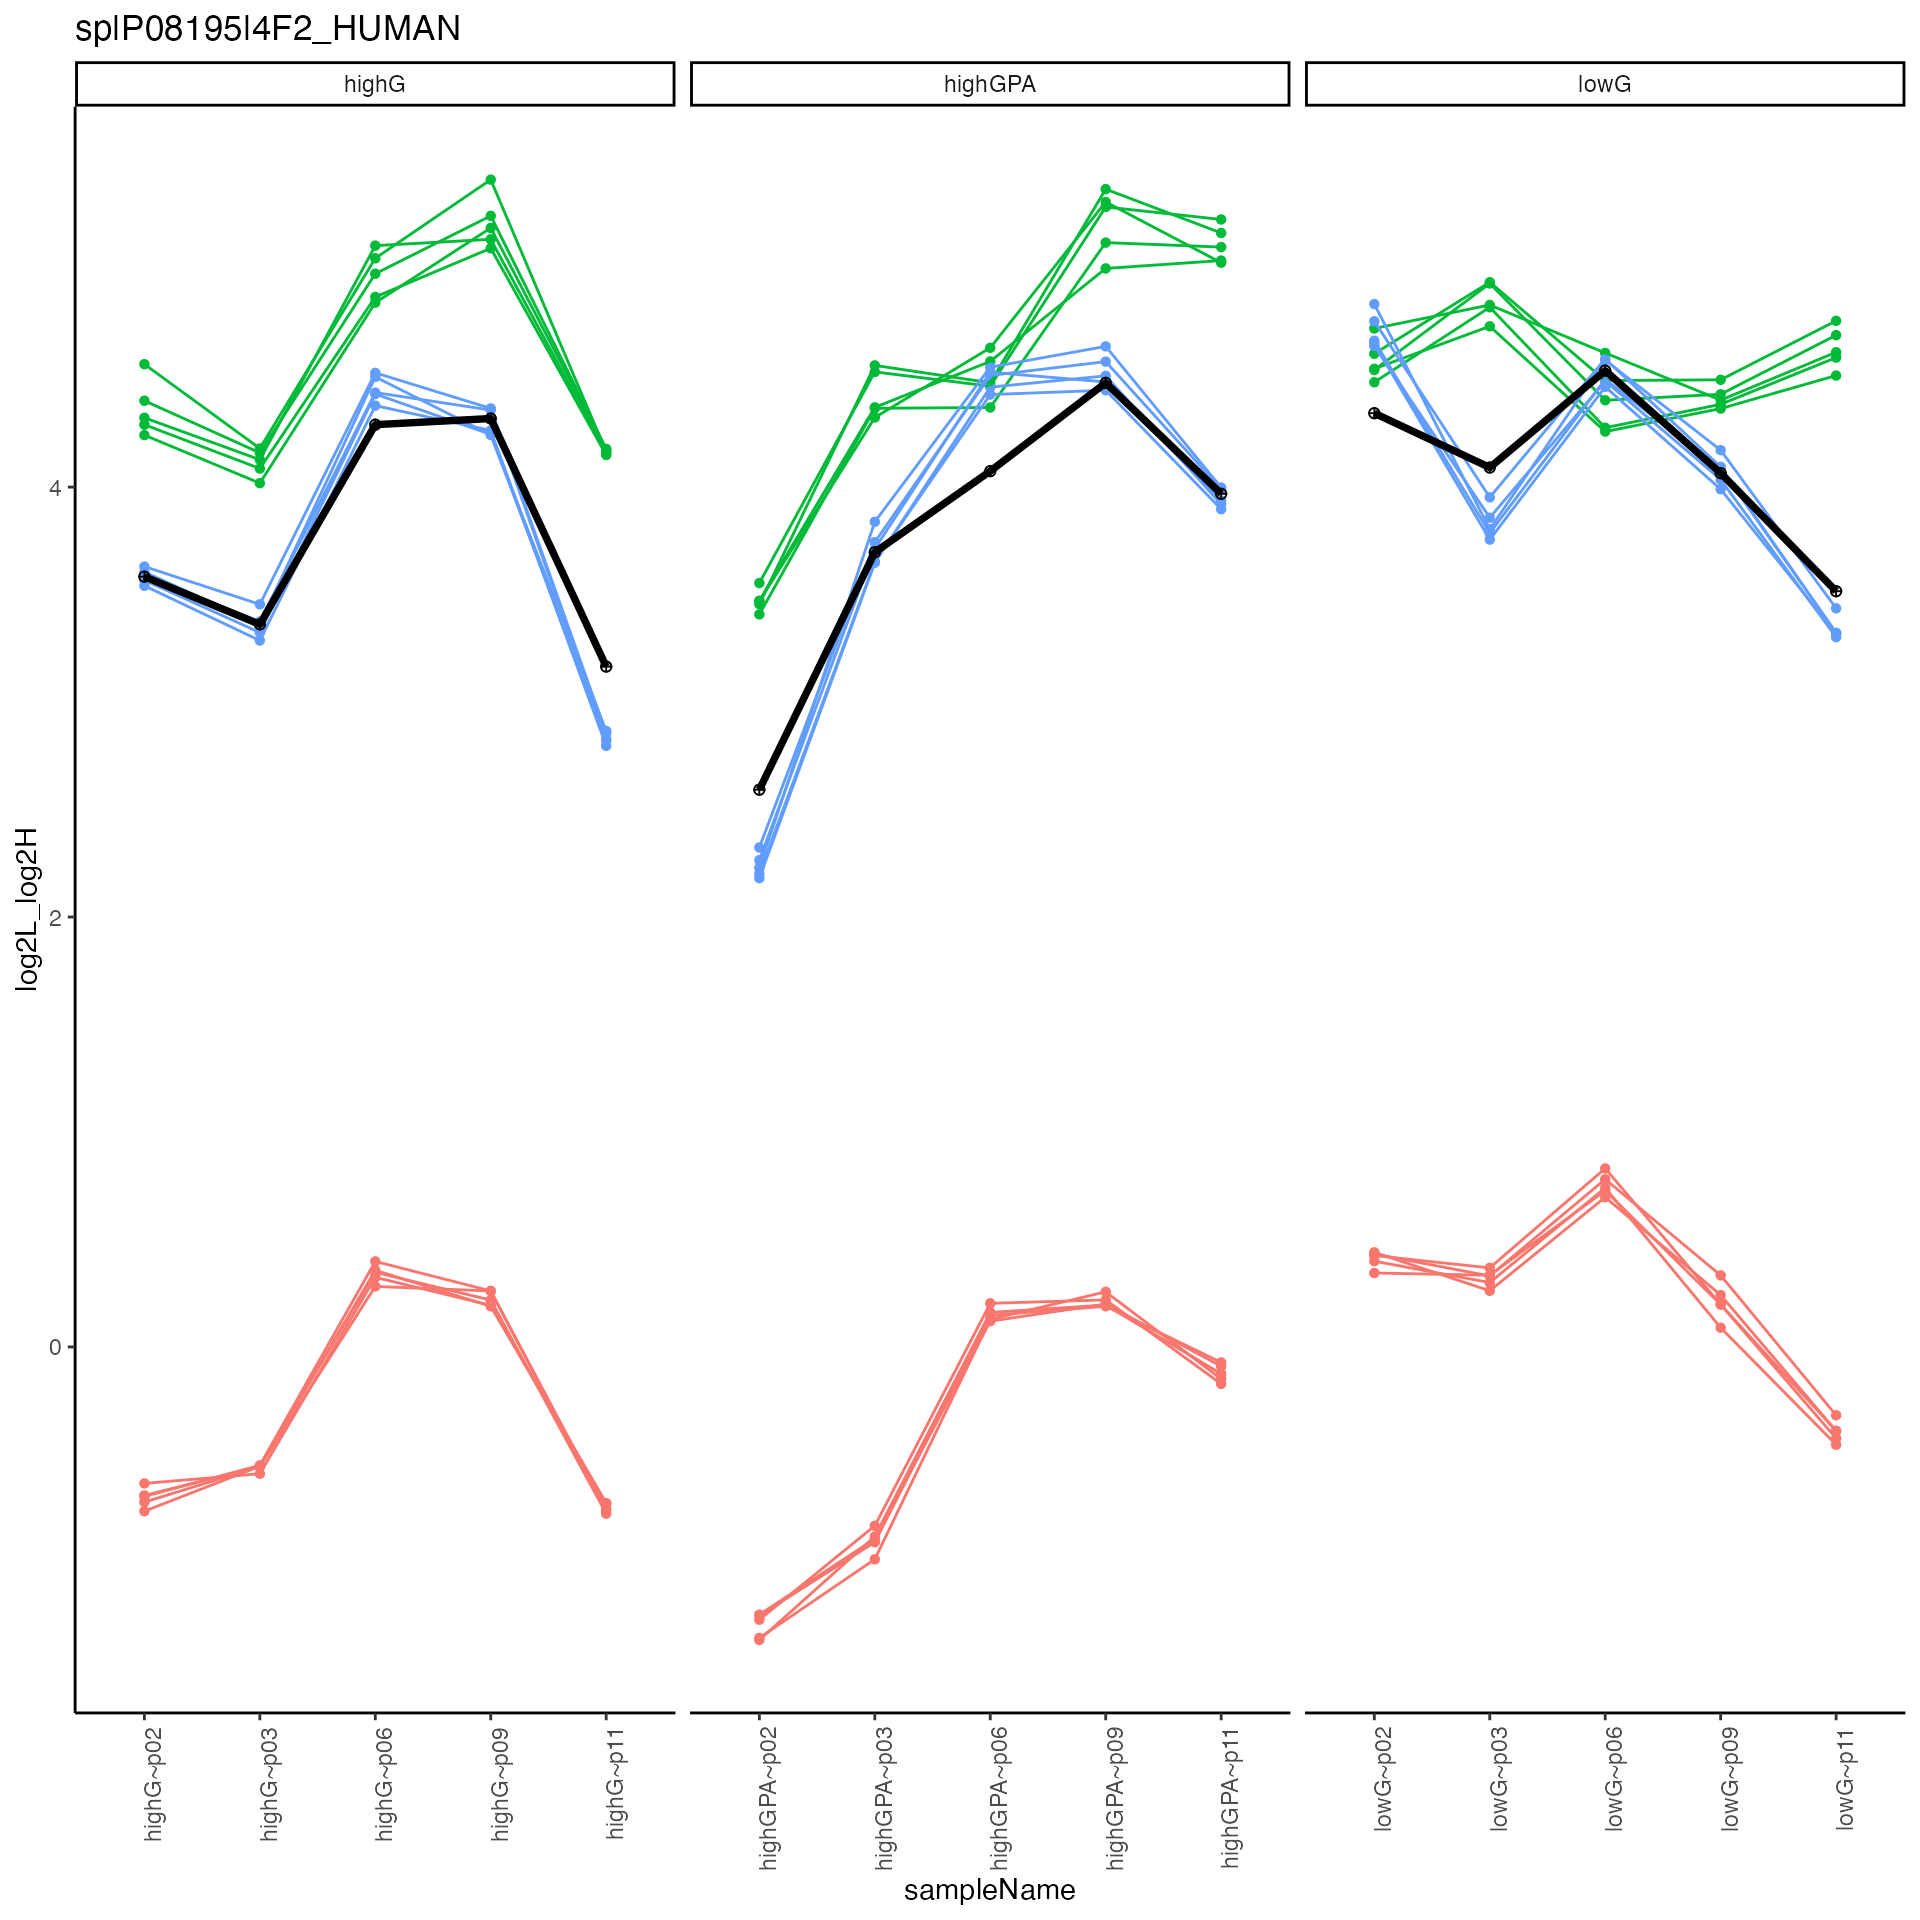 sp|P08195|4F2_HUMAN
highG
highGPA
lowG
log2L_log2H
4
2
0
highG~p02
highG~p03
highG~p06
highG~p09
highG~p11
highGPA~p02
highGPA~p03
highGPA~p06
highGPA~p09
highGPA~p11
lowG~p02
lowG~p03
lowG~p06
lowG~p09
lowG~p11
sampleName